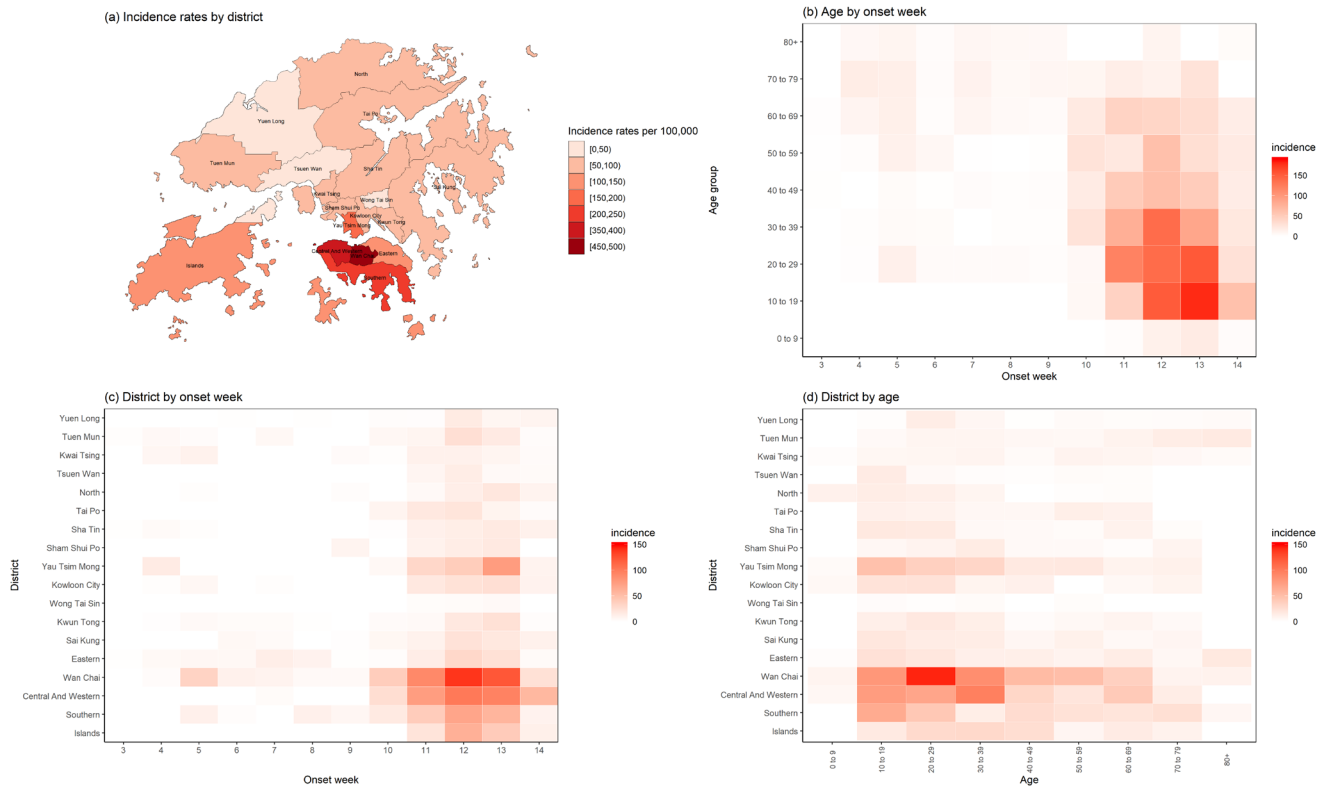 (a) Incidence rates by district
North
Yuen Long
Tai Po
Tuen Mun
Tsuen Wan
Sha Tin
Sai Kung
Kwai Tsing
Wong Tai Sin
Sham Shui Po
Kowloon City
Yau Tsim Mong
Kwun Tong
Central And Western
Eastern
Islands
Southern
Incidence rates per 100,000
[0,50)
[50,100)
[100,150)
[150,200)
[200,250)
[350,400)
[450,500)
(b) Age by onset week
Age group
80+
70 to 79
60 to 69
50 to 59
40 to 49
30 to 39
20 to 29
10 to 19
0 to 9
3 4 5 6 7 8 9 10 11 12 13 14
Onset week
incidence
150
100
50
0
(c) District by onset week
District
Yuen Long
Tuen Mun
Kwai Tsing
Tsuen Wan
North
Tai Po
Sha Tin
Sham Shui Po
Yau Tsim Mong
Kowloon City
Wong Tai Sin
Kwun Tong
Sai Kung
Eastern
Wan Chai
Central And Western
Southern
Islands
3 4 5 6 7 8 9 10 11 12 13 14
Onset week
incidence
150
100
50
0
(d) District by age
District
Yuen Long
Tuen Mun
Kwai Tsing
Tsuen Wan
North
Tai Po
Sha Tin
Sham Shui Po
Yau Tsim Mong
Kowloon City
Wong Tai Sin
Kwun Tong
Sai Kung
Eastern
Wan Chai
Central And Western
Southern
Islands
0 to 9
10 to 19
20 to 29
30 to 39
40 to 49
50 to 59
60 to 69
70 to 79
80+
Age
incidence
150
100
50
0